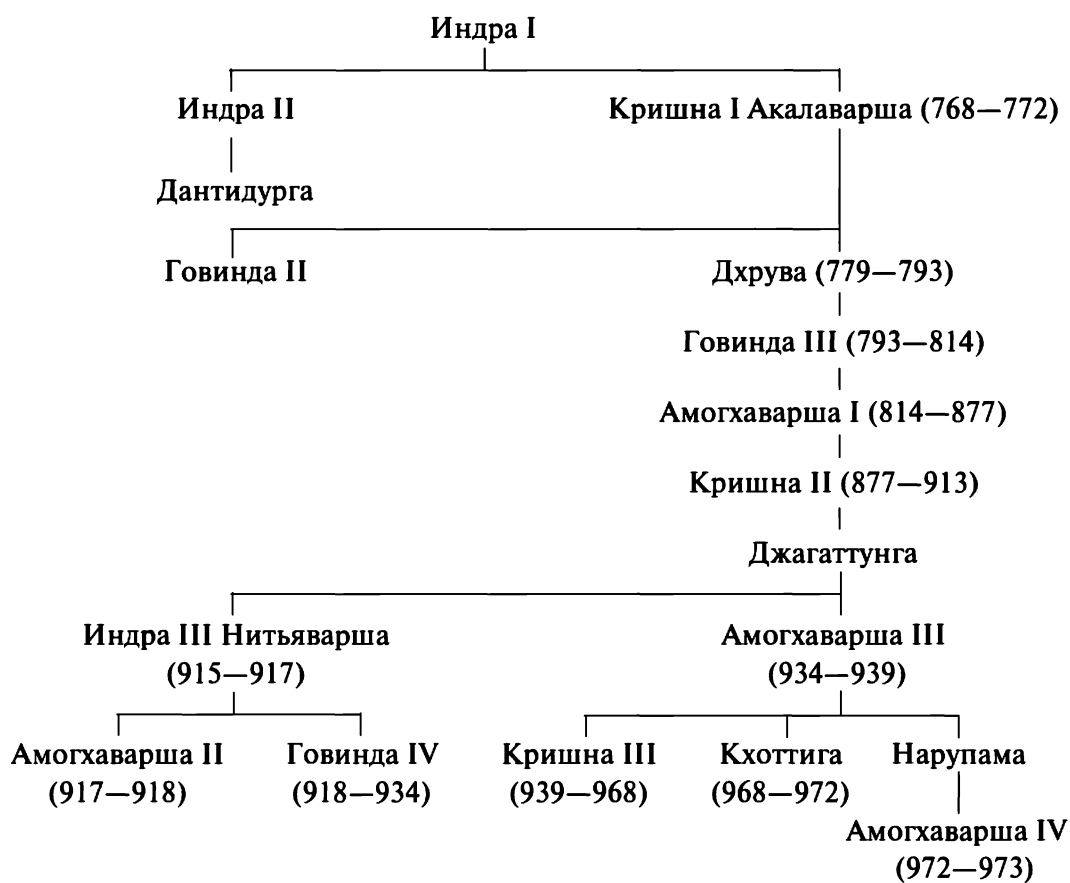 Индра I
Индра II Кришна I Акалаварша (768—772)
Дантидурга
Говинда II Дхрува (779—793)
Говинда III (793—814)
Амогхаварша I (814—877)
Кришна II (877—913)
Джагаттунга
Индра III Нитьяварша Амогхаварша III
(915—917) (934—939)
Амогхаварша II Говинда IV Кришна III Кхоттига Нарупама
(917—918) (918—934) (939—968) (968—972)
Амогхаварша IV
(972—973)